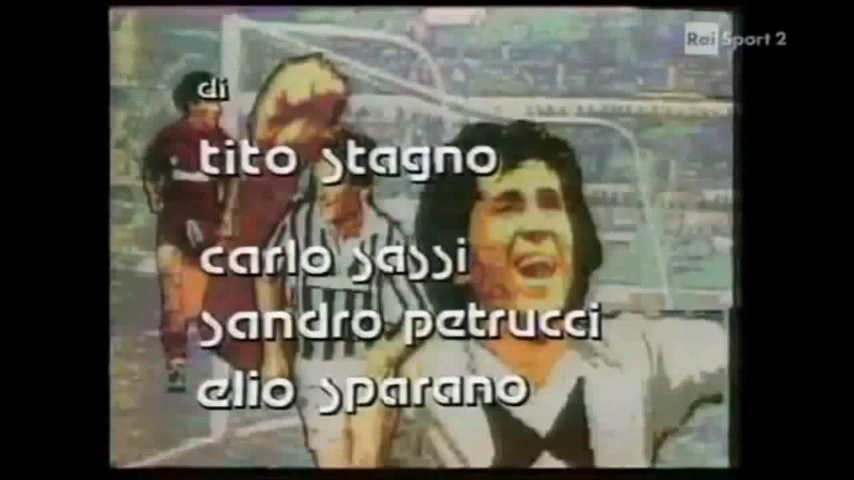 Rai Sport 2
di
tito stagno
carlo sassi
sandro petrucci
elio sparano